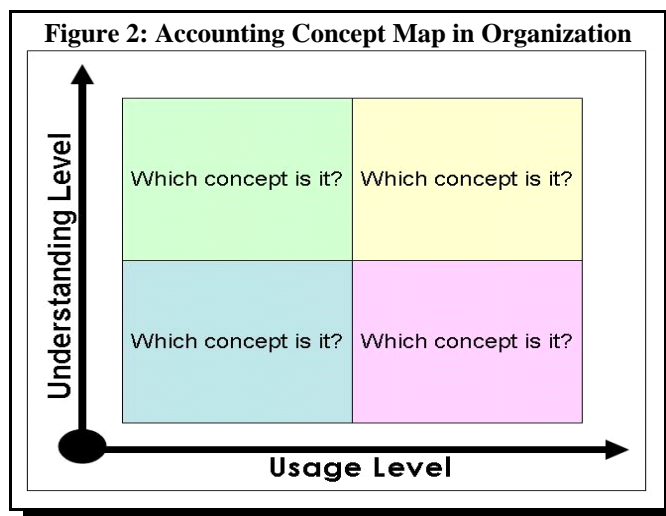 Figure 2: Accounting Concept Map in Organization
Understanding Level
Which concept is it?
Which concept is it?
Which concept is it?
Which concept is it?
Usage Level